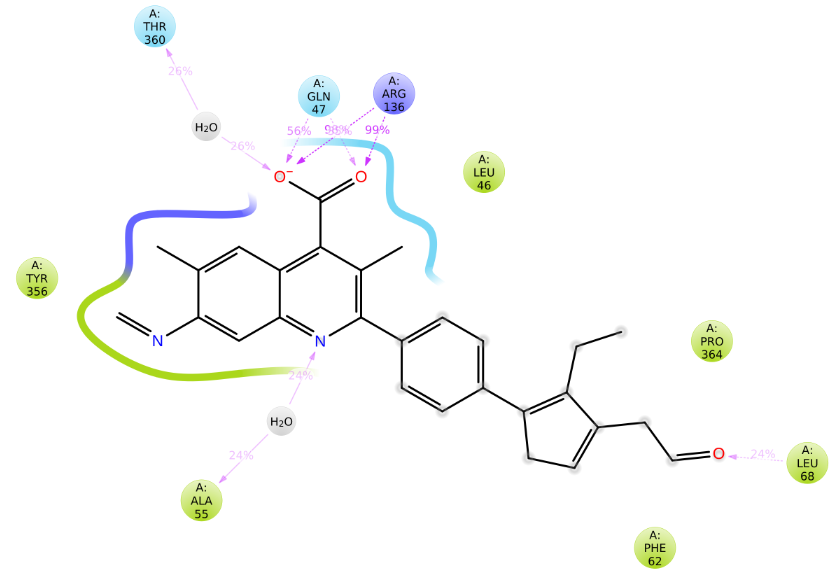 A:
THR
360
26%
H₂O
26%
A:
GLN
47
A:
ARG
136
56%
99%
O⁻
O
A:
LEU
46
A:
TYR
356
N
N
24%
H₂O
24%
A:
ALA
55
A:
PRO
364
O
24%
A:
LEU
68
A:
PHE
62